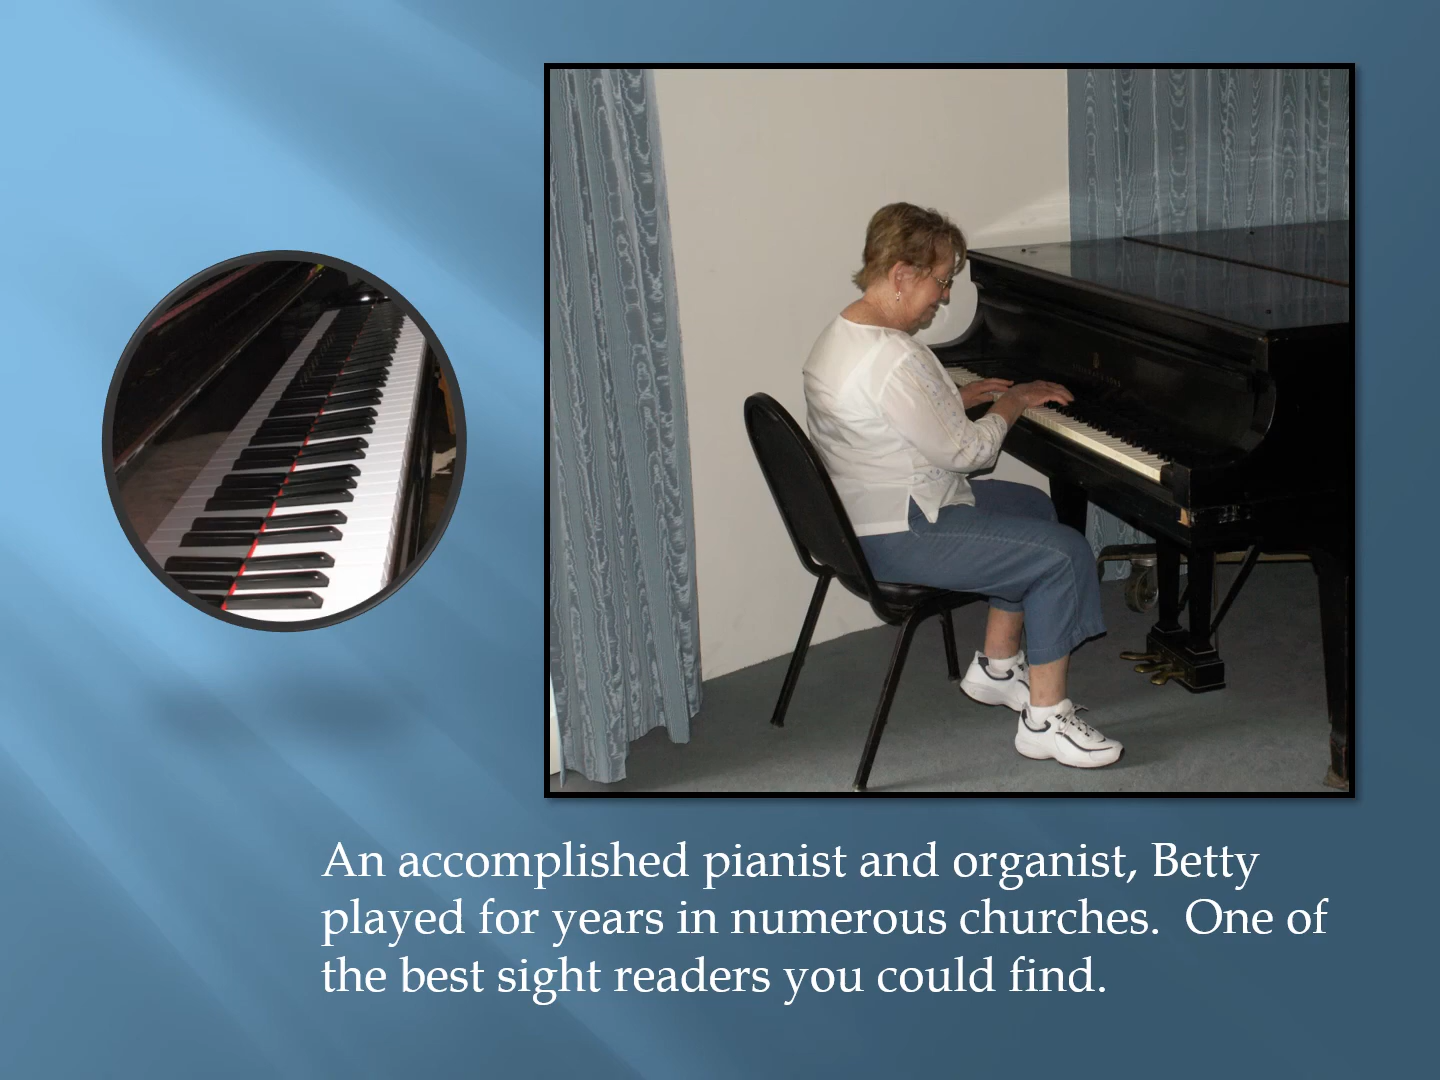 An accomplished pianist and organist, Betty
played for years in numerous churches.  One of
the best sight readers you could find.